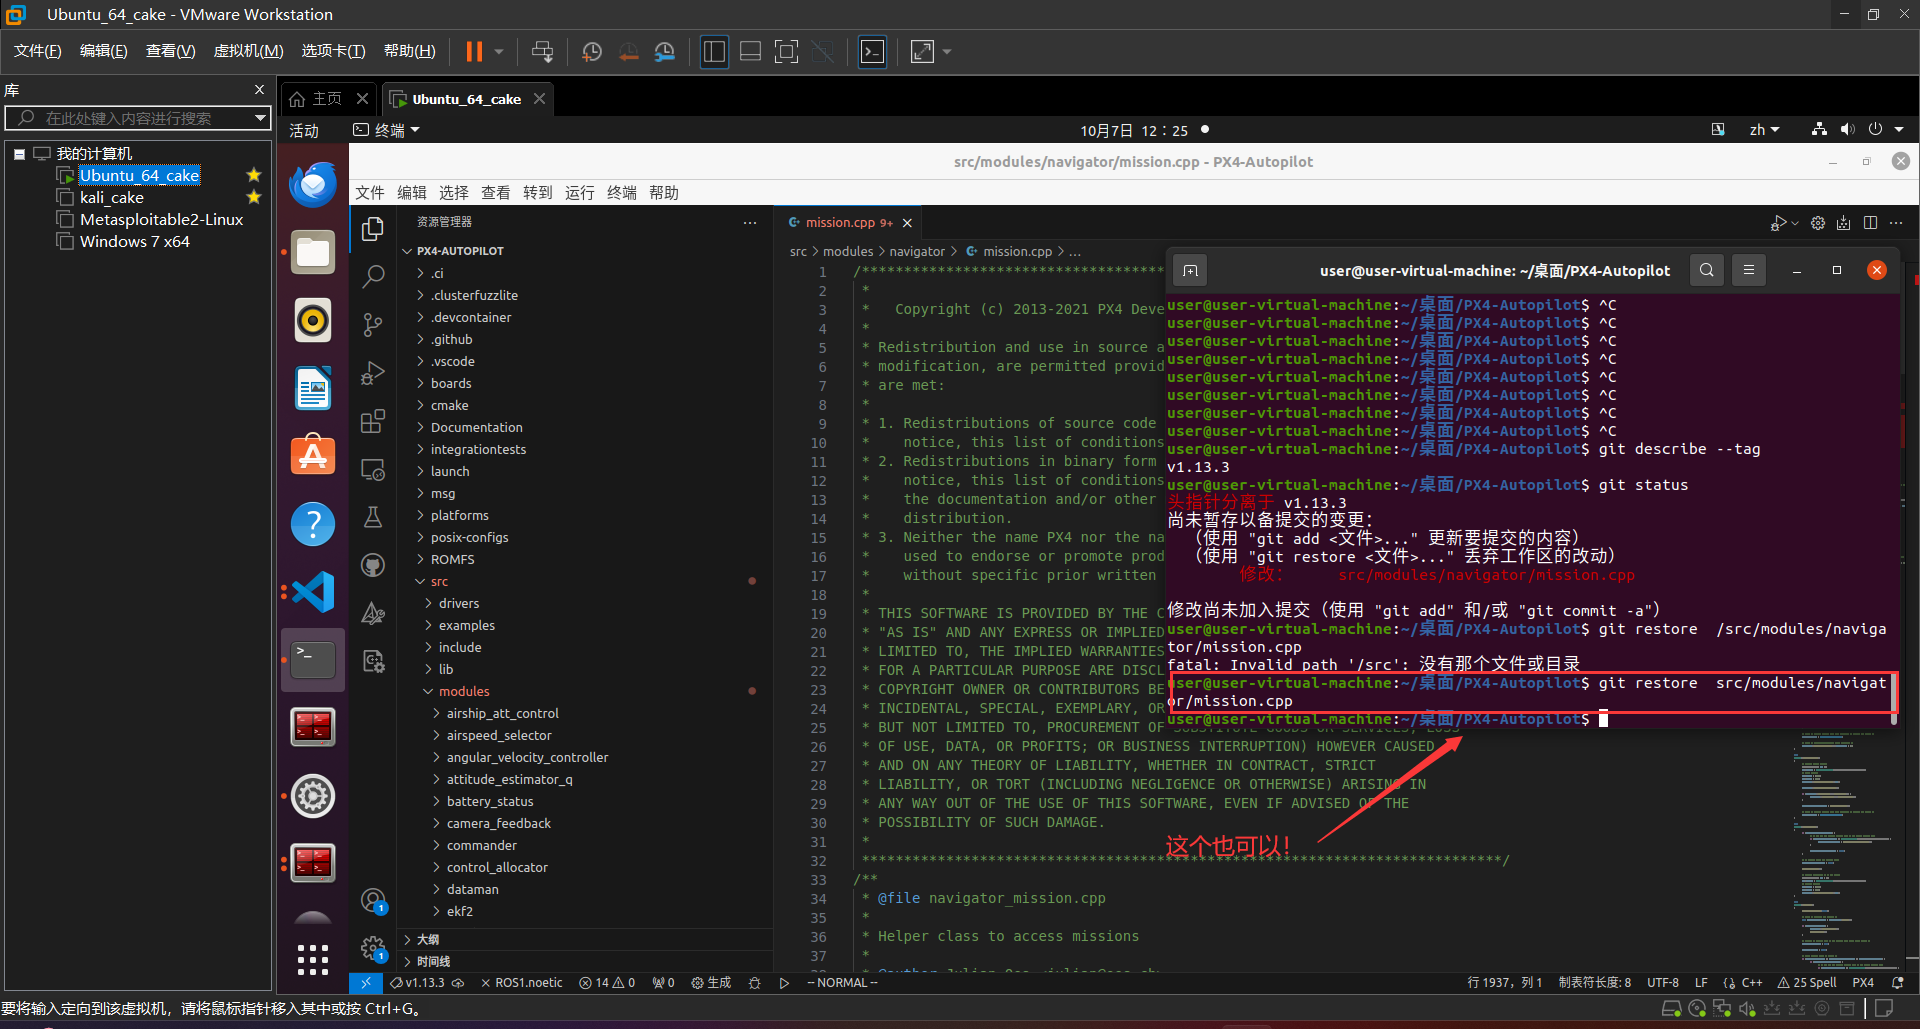 Ubuntu_64_cake - VMware Workstation
文件(F) 编辑(E) 查看(V) 虚拟机(M) 选项卡(T) 帮助(H)
库
在此处键入内容进行搜索
我的计算机
Ubuntu_64_cake
kali_cake
Metasploitable2-Linux
Windows 7 x64
主页
Ubuntu_64_cake
活动
终端
10月7日 12：25
zh
src/modules/navigator/mission.cpp - PX4-Autopilot
文件 编辑 选择 查看 转到 运行 终端 帮助
资源管理器
PX4-AUTOPILOT
.ci
.clusterfuzzlite
.devcontainer
.github
.vscode
boards
cmake
Documentation
integrationtests
launch
msg
platforms
posix-configs
ROMFS
src
drivers
examples
include
lib
modules
airship_att_control
airspeed_selector
angular_velocity_controller
attitude_estimator_q
battery_status
camera_feedback
commander
control_allocator
dataman
ekf2
大纲
时间线
mission.cpp 9+
src > modules > navigator > mission.cpp > ...
1 /************************************
2 *
3 * Copyright (c) 2013-2021 PX4 Deve
4 *
5 * Redistribution and use in source a
6 * modification, are permitted provid
7 * are met:
8 *
9 * 1. Redistributions of source code
10 * notice, this list of conditions
11 * 2. Redistributions in binary form
12 * notice, this list of conditions
13 * the documentation and/or other
14 * distribution.
15 * 3. Neither the name PX4 nor the na
16 * used to endorse or promote prod
17 * without specific prior written
18 *
19 * THIS SOFTWARE IS PROVIDED BY THE C
20 * "AS IS" AND ANY EXPRESS OR IMPLIED
21 * LIMITED TO, THE IMPLIED WARRANTIES
22 * FOR A PARTICULAR PURPOSE ARE DISCL
23 * COPYRIGHT OWNER OR CONTRIBUTORS BE
24 * INCIDENTAL, SPECIAL, EXEMPLARY, OR
25 * BUT NOT LIMITED TO, PROCUREMENT OF SUBSTITUTE GOODS OR SERVICES; LOSS
26 * OF USE, DATA, OR PROFITS; OR BUSINESS INTERRUPTION) HOWEVER CAUSED
27 * AND ON ANY THEORY OF LIABILITY, WHETHER IN CONTRACT, STRICT
28 * LIABILITY, OR TORT (INCLUDING NEGLIGENCE OR OTHERWISE) ARISING IN
29 * ANY WAY OUT OF THE USE OF THIS SOFTWARE, EVEN IF ADVISED OF THE
30 * POSSIBILITY OF SUCH DAMAGE.
31 *
32 ****************************************************************************/
33 /**
34 * @file navigator_mission.cpp
35 *
36 * Helper class to access missions
37 *
user@user-virtual-machine: ~/桌面/PX4-Autopilot
user@user-virtual-machine:~/桌面/PX4-Autopilot$ ^C
user@user-virtual-machine:~/桌面/PX4-Autopilot$ ^C
user@user-virtual-machine:~/桌面/PX4-Autopilot$ ^C
user@user-virtual-machine:~/桌面/PX4-Autopilot$ ^C
user@user-virtual-machine:~/桌面/PX4-Autopilot$ ^C
user@user-virtual-machine:~/桌面/PX4-Autopilot$ ^C
user@user-virtual-machine:~/桌面/PX4-Autopilot$ ^C
user@user-virtual-machine:~/桌面/PX4-Autopilot$ ^C
user@user-virtual-machine:~/桌面/PX4-Autopilot$ git describe --tag
v1.13.3
user@user-virtual-machine:~/桌面/PX4-Autopilot$ git status
头指针分离于 v1.13.3
尚未暂存以备提交的变更：
（使用 "git add <文件>..." 更新要提交的内容）
（使用 "git restore <文件>..." 丢弃工作区的改动）
修改： src/modules/navigator/mission.cpp
修改尚未加入提交（使用 "git add" 和/或 "git commit -a"）
user@user-virtual-machine:~/桌面/PX4-Autopilot$ git restore /src/modules/naviga
tor/mission.cpp
fatal: Invalid path '/src': 没有那个文件或目录
user@user-virtual-machine:~/桌面/PX4-Autopilot$ git restore src/modules/navigat
or/mission.cpp
user@user-virtual-machine:~/桌面/PX4-Autopilot$
这个也可以！
v1.13.3 ROS1.noetic 14 0 0 生成 -- NORMAL --
行 1937，列 1 制表符长度: 8 UTF-8 LF C++ 25 Spell PX4
要将输入定向到该虚拟机，请将鼠标指针移入其中或按 Ctrl+G。